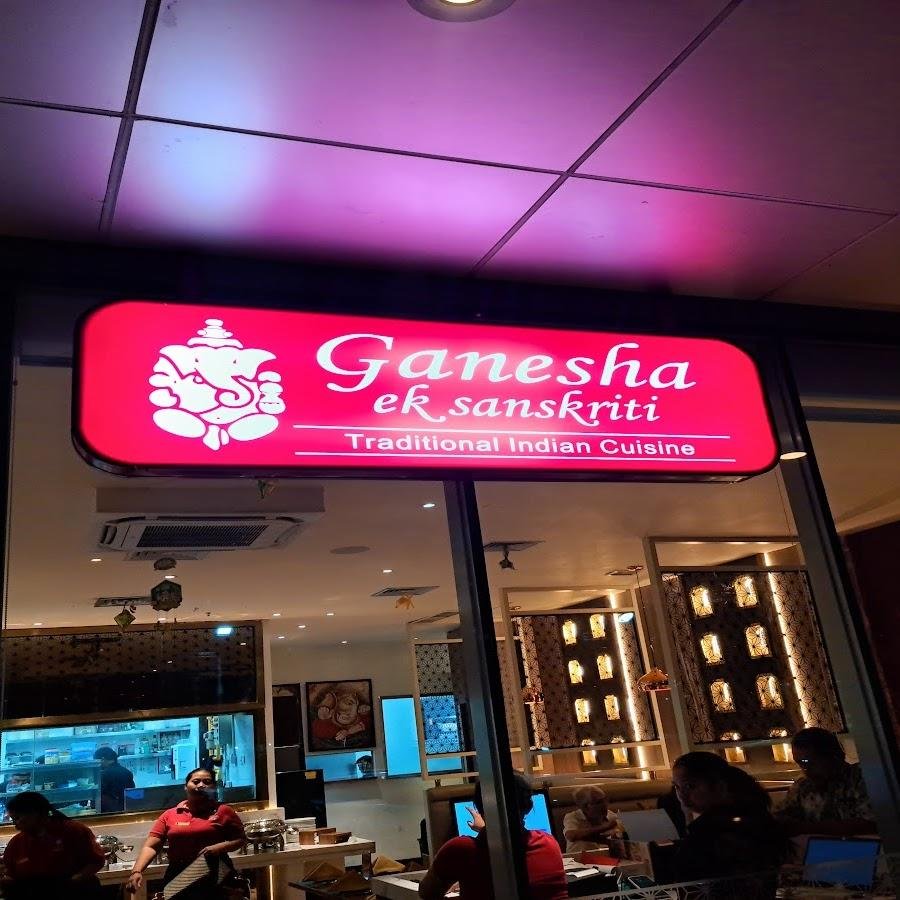 Ganesha
ek sanskriti
Traditional Indian Cuisine